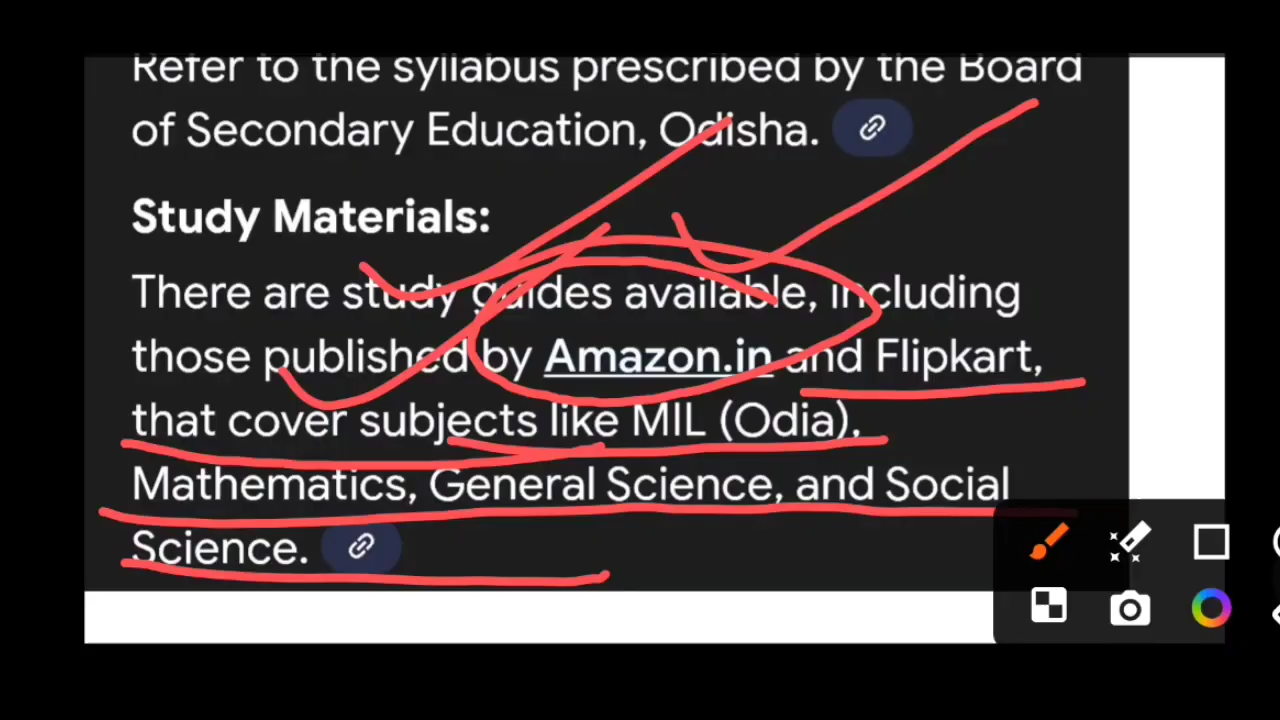 Refer to the syllabus prescribed by the Board
of Secondary Education, Odisha.
Study Materials:
There are study guides available, including
those published by Amazon.in and Flipkart,
that cover subjects like MIL (Odia),
Mathematics, General Science, and Social
Science.